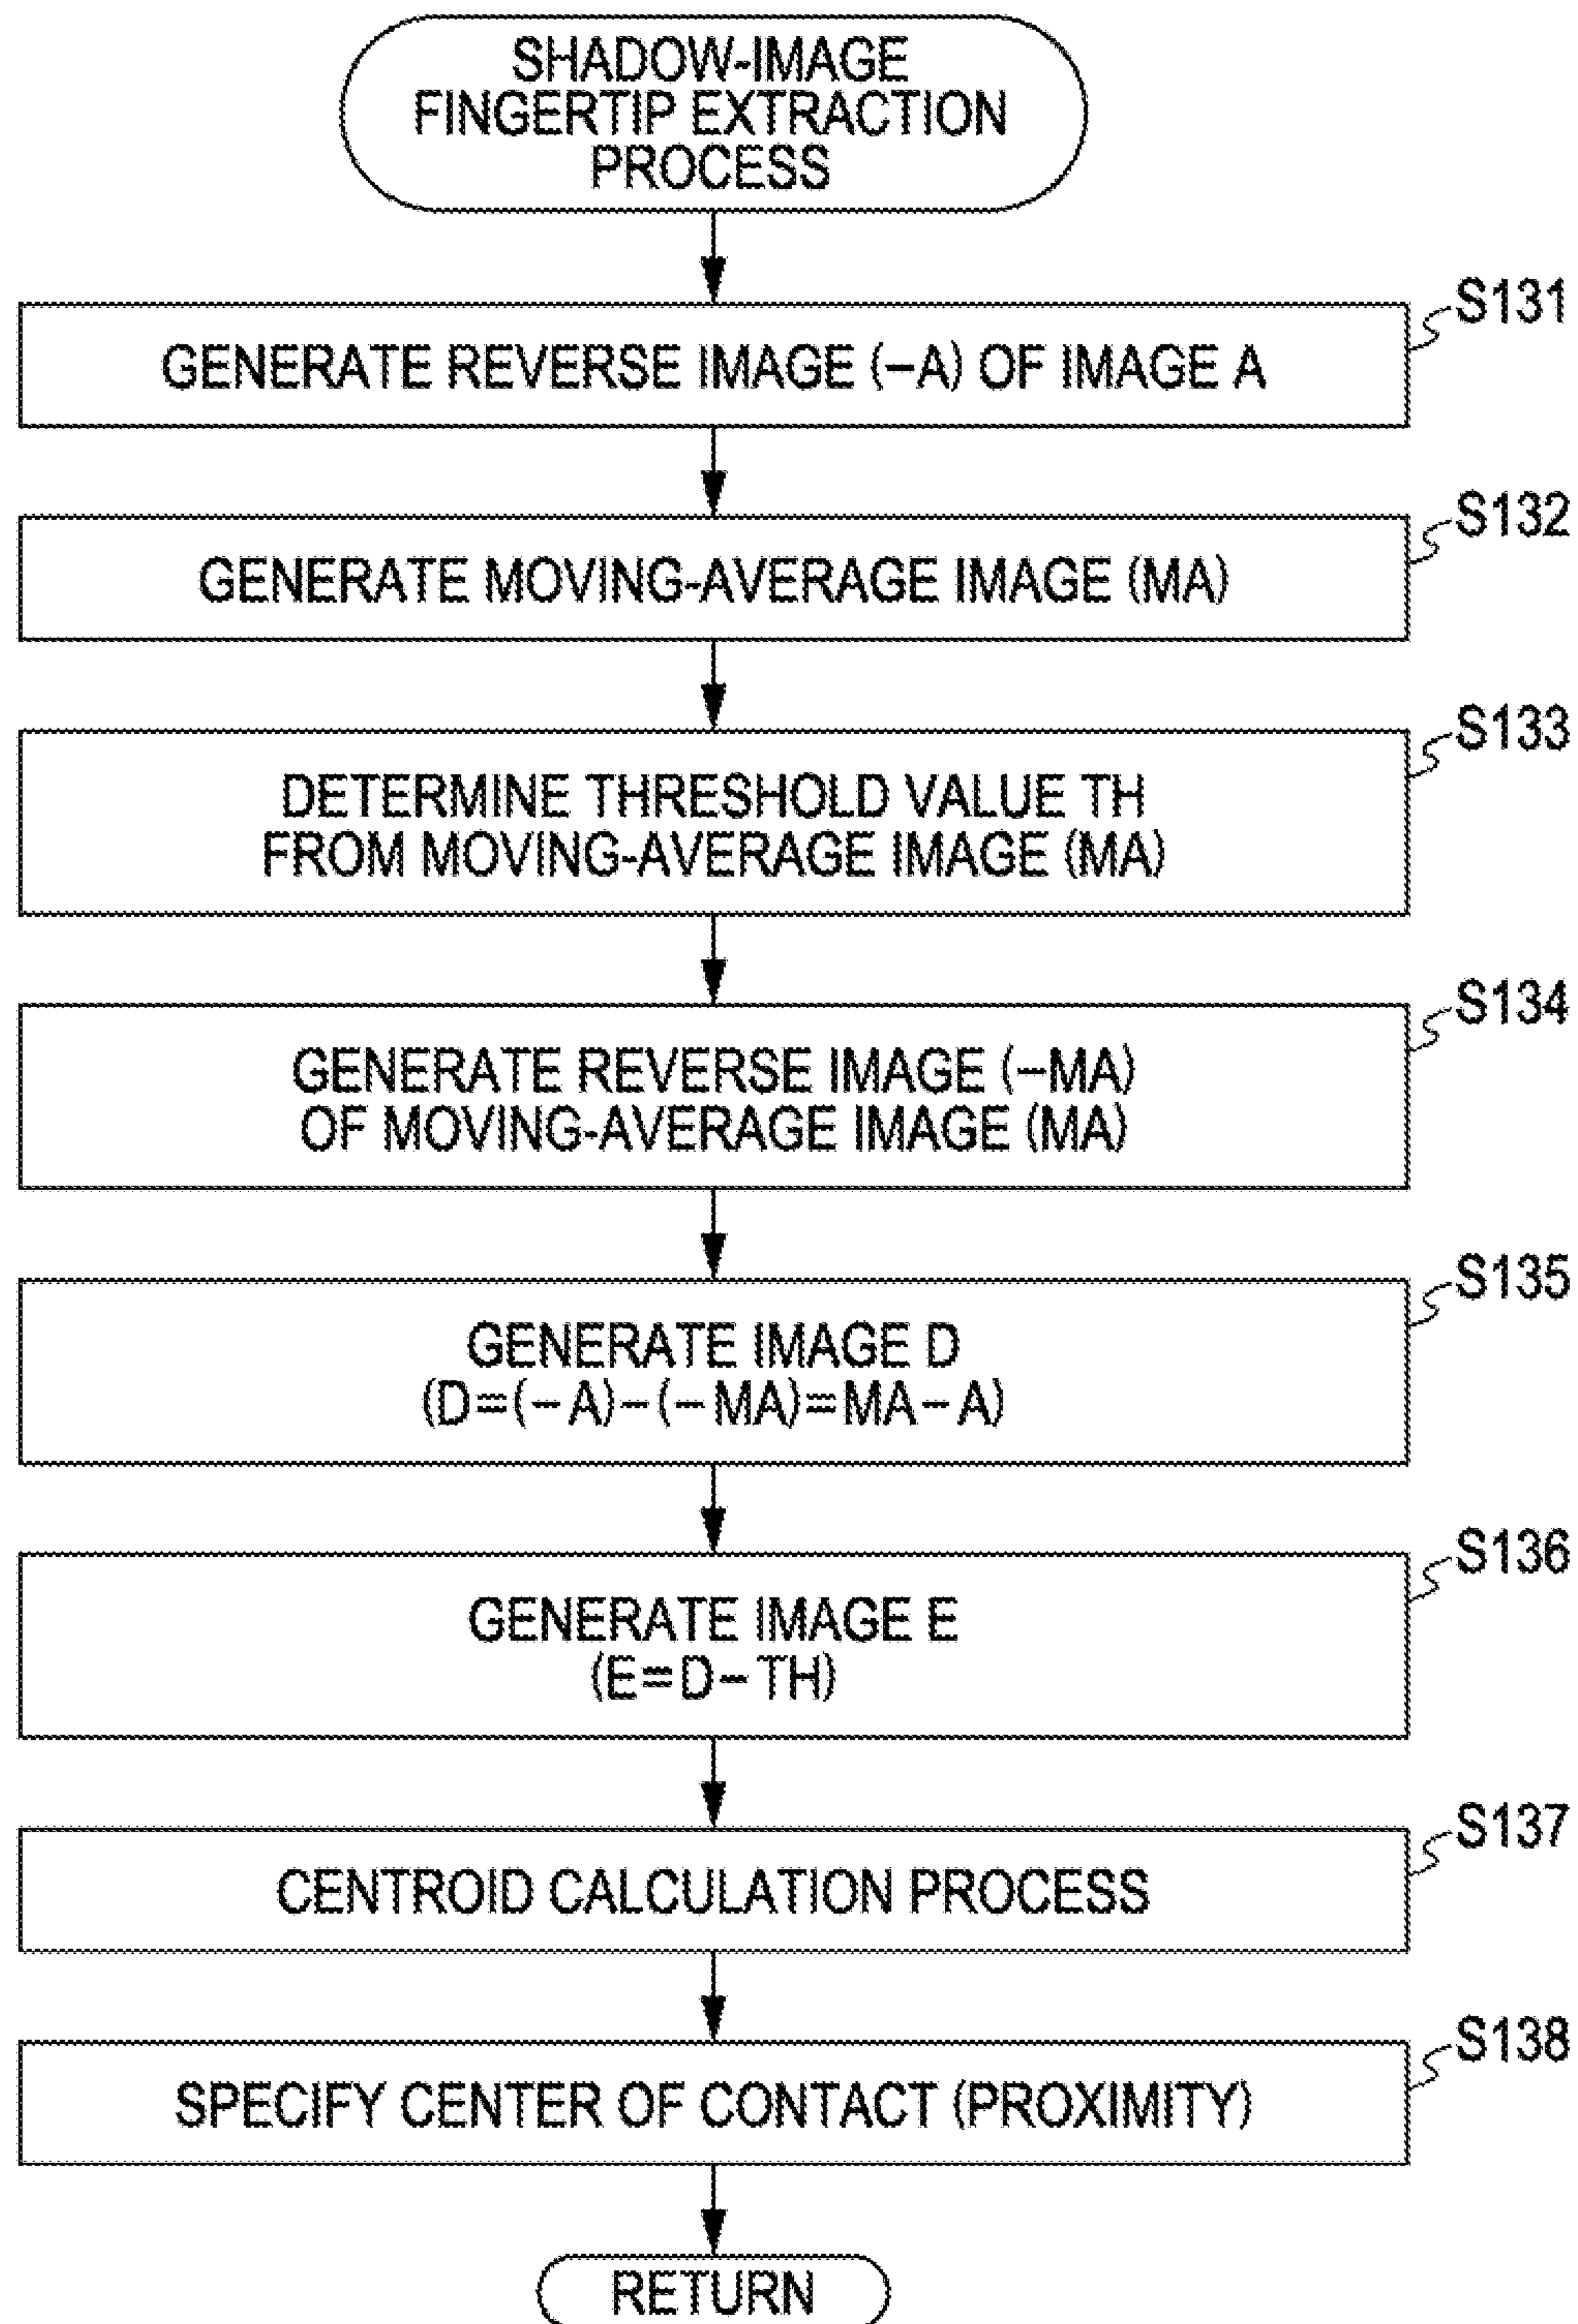 SHADOW-IMAGE
FINGERTIP EXTRACTION
PROCESS
S131
GENERATE REVERSE IMAGE (−A) OF IMAGE A
S132
GENERATE MOVING-AVERAGE IMAGE (MA)
S133
DETERMINE THRESHOLD VALUE TH
FROM MOVING-AVERAGE IMAGE (MA)
S134
GENERATE REVERSE IMAGE (−MA)
OF MOVING-AVERAGE IMAGE (MA)
S135
GENERATE IMAGE D
(D=(−A)−(−MA)=MA−A)
S136
GENERATE IMAGE E
(E=D−TH)
S137
CENTROID CALCULATION PROCESS
S138
SPECIFY CENTER OF CONTACT (PROXIMITY)
RETURN